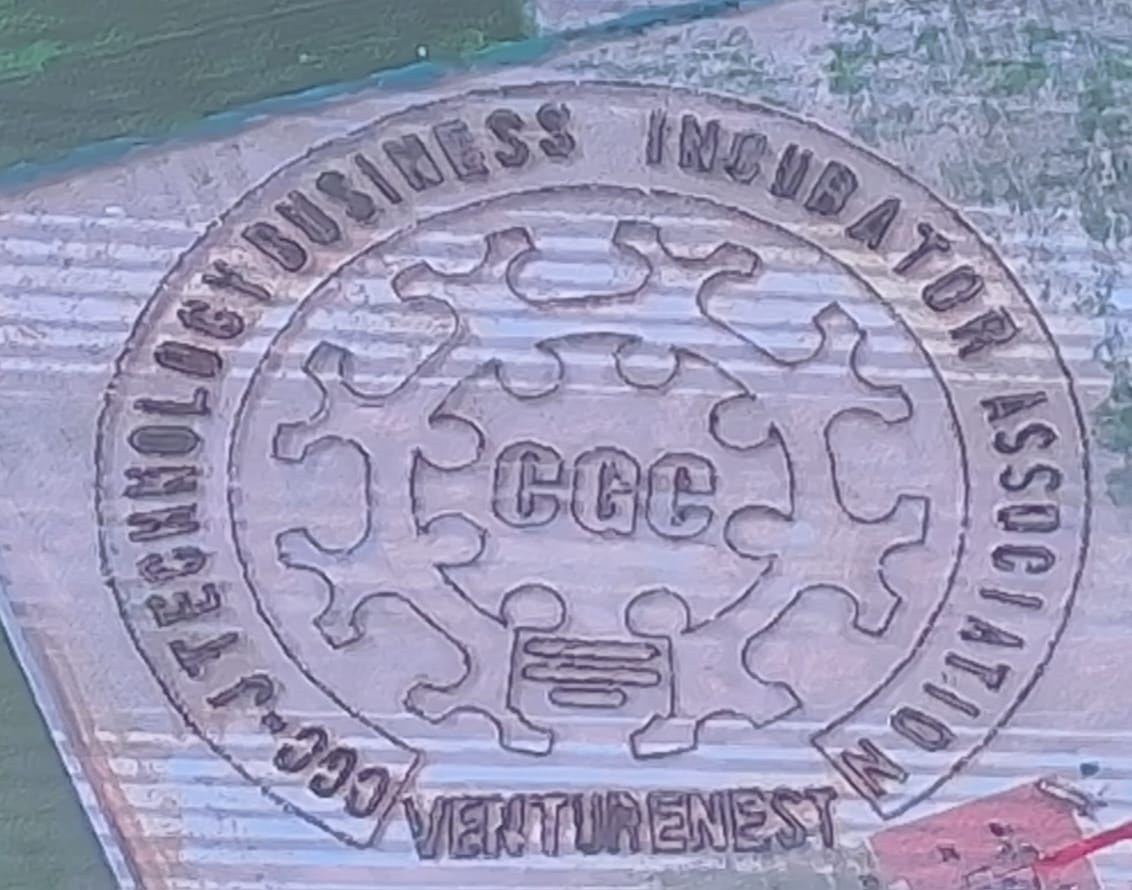 CGC-J TECHNOLOGY BUSINESS INCUBATOR ASSOCIATION
CGC
VENTURENEST